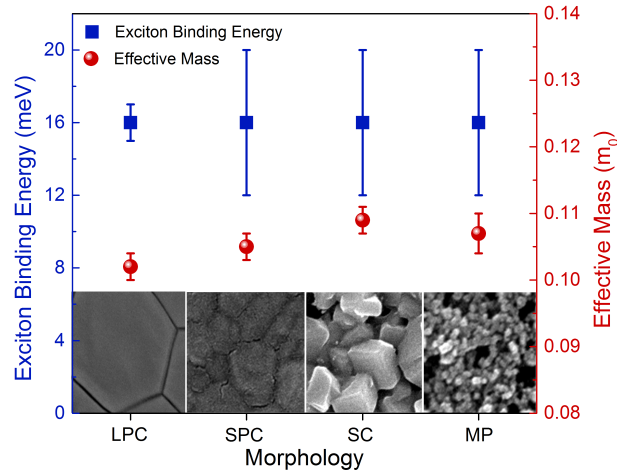 Exciton Binding Energy
Effective Mass
Exciton Binding Energy (meV)
20
16
12
8
4
0
0.14
0.13
0.12
0.11
0.10
0.09
0.08
Effective Mass (m0)
LPC SPC SC MP
Morphology